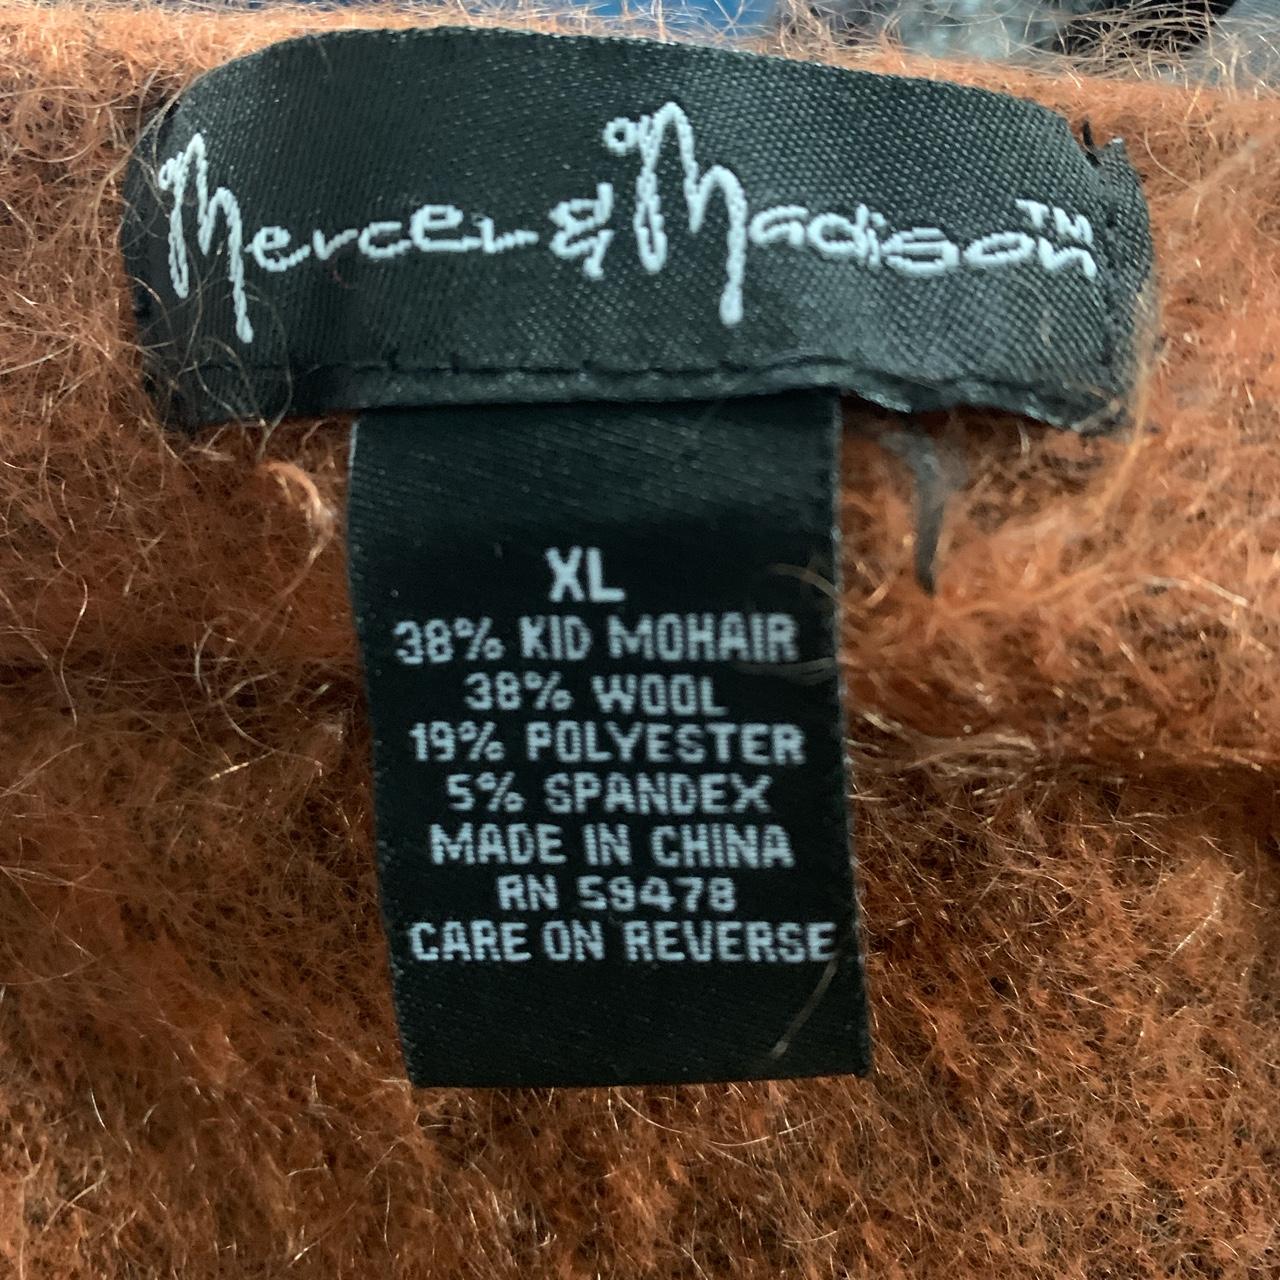 Mercer & Madison™
XL
38% KID MOHAIR
38% WOOL
19% POLYESTER
5% SPANDEX
MADE IN CHINA
RN 59478
CARE ON REVERSE